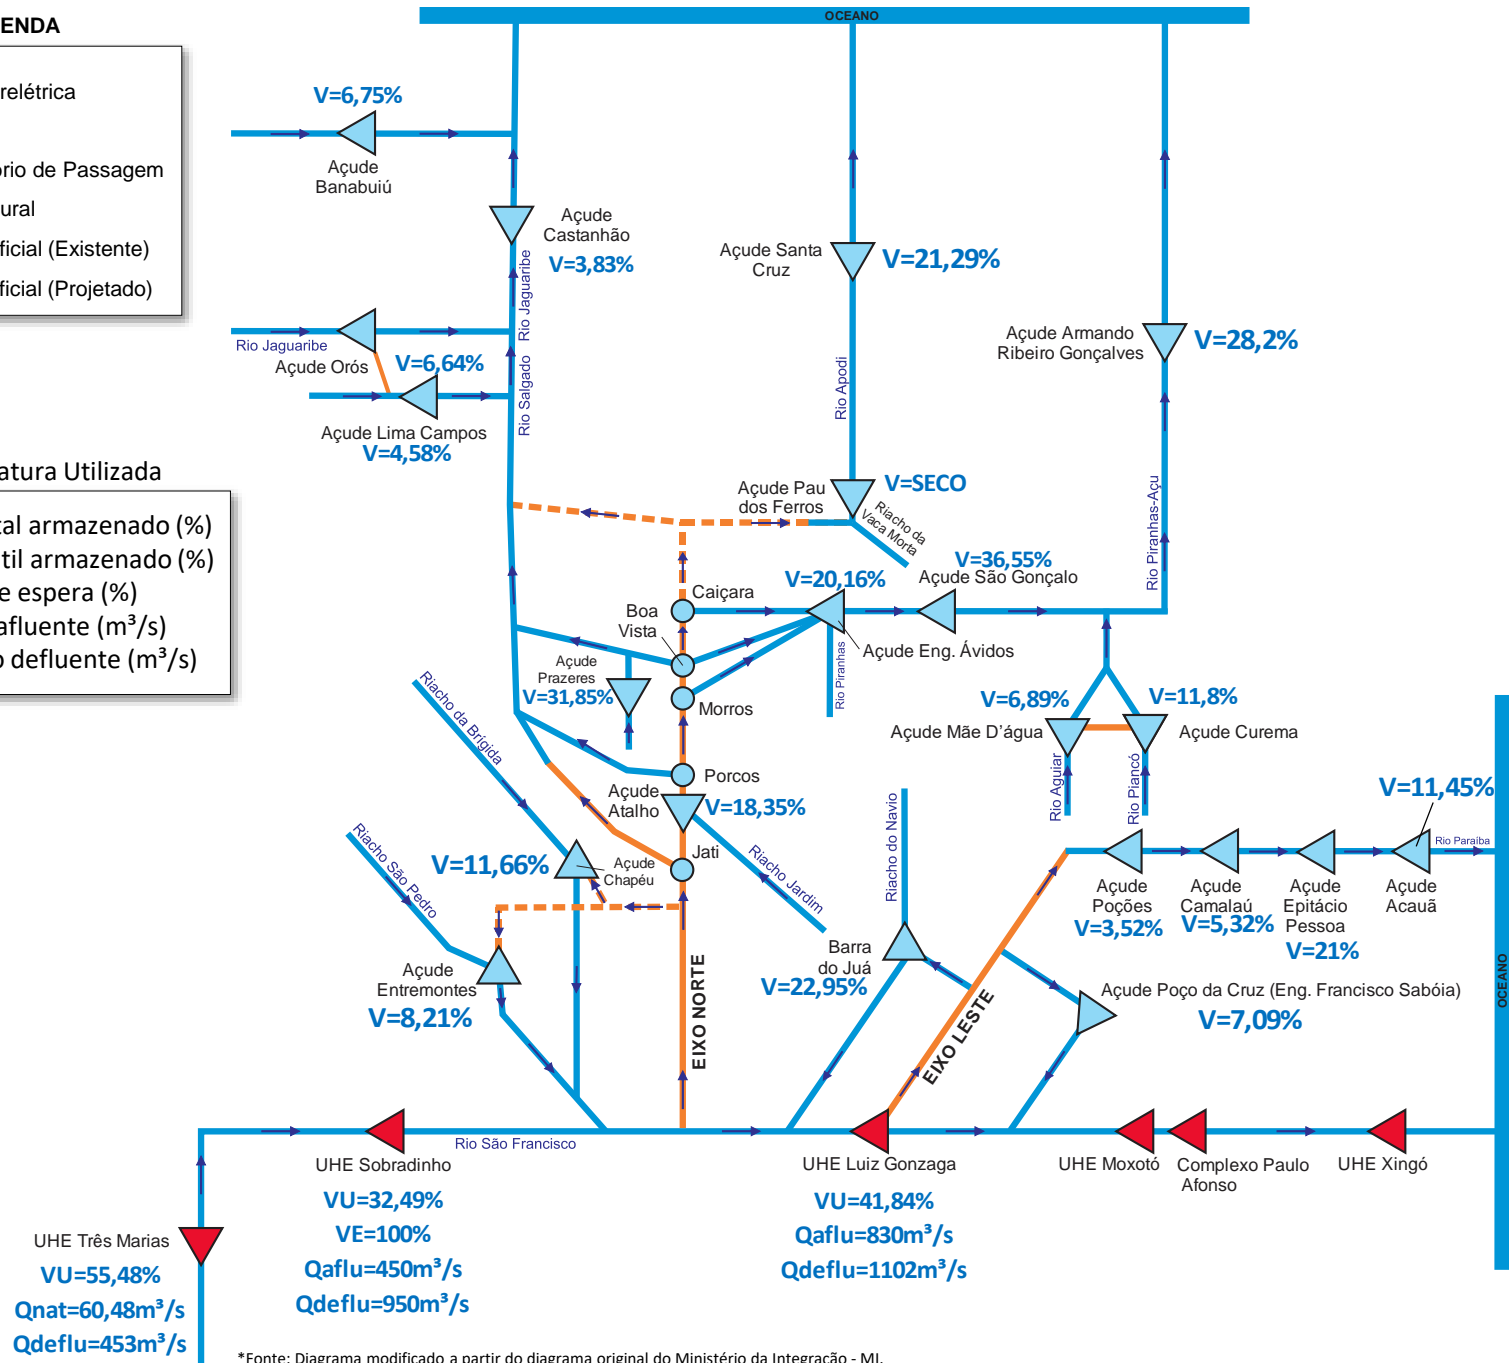 OCEANO
ENDA
relétrica
ório de Passagem
ural
ficial (Existente)
ficial (Projetado)
V=6,75%
Açude
Banabuiú
Açude
Castanhão
V=3,83%
Rio Jaguaribe
Rio Jaguaribe
Açude Orós
V=6,64%
Rio Salgado
Açude Lima Campos
V=4,58%
Açude Santa
Cruz
V=21,29%
Rio Apodi
Açude Armando
Ribeiro Gonçalves
V=28,2%
Rio Piranhas-Açu
atura Utilizada
tal armazenado (%)
til armazenado (%)
e espera (%)
afluente (m³/s)
o defluente (m³/s)
Açude Pau
dos Ferros
V=SECO
Riacho da
Vaca Morta
V=36,55%
Açude São Gonçalo
V=20,16%
Caiçara
Boa
Vista
Açude Eng. Ávidos
Rio Piranhas
Açude
Prazeres
V=31,85%
Morros
V=6,89%
V=11,8%
Açude Mãe D'água
Açude Curema
Rio Aguiar
Rio Piancó
Riacho da Brígida
Porcos
Açude
Atalho
V=18,35%
Jati
Riacho Jardim
Riacho São Pedro
V=11,66%
Açude
Chapéu
Riacho do Navio
V=11,45%
Rio Paraíba
Açude
Poções
V=3,52%
Açude
Camalaú
V=5,32%
Açude
Epitácio
Pessoa
V=21%
Açude
Acauã
Açude
Entremontes
V=8,21%
EIXO NORTE
Barra
do Juá
V=22,95%
EIXO LESTE
Açude Poço da Cruz (Eng. Francisco Sabóia)
V=7,09%
OCEANO
Rio São Francisco
UHE Sobradinho
VU=32,49%
VE=100%
Qaflu=450m³/s
Qdeflu=950m³/s
UHE Luiz Gonzaga
VU=41,84%
Qaflu=830m³/s
Qdeflu=1102m³/s
UHE Moxotó
Complexo Paulo
Afonso
UHE Xingó
UHE Três Marias
VU=55,48%
Qnat=60,48m³/s
Qdeflu=453m³/s
*Fonte: Diagrama modificado a partir do diagrama original do Ministério da Integração - MI.